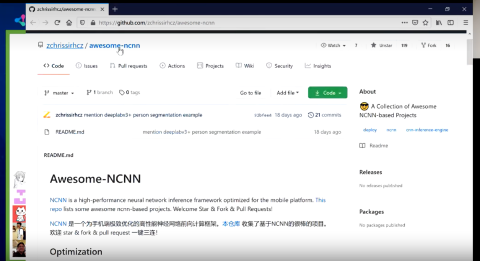 zchrissirhcz/awesome-ncnn
https://github.com/zchrissirhcz/awesome-ncnn
zchrissirhcz / awesome-ncnn
Watch 7 Unstar 119 Fork 16
Code Issues Pull requests Actions Projects Wiki Security Insights
master 1 branch 0 tags Go to file Add file Code
About
zchrissirhcz mention deeplabv3+ person segmentation example 18 days ago 21 commits
😎 A Collection of Awesome
NCNN-based Projects
README.md mention deeplabv3+ person segmentation example 18 days ago
deploy ncnn
Readme
README.md
Releases
No releases published
Awesome-NCNN
NCNN is a high-performance neural network inference framework optimized for the mobile platform. This
repo lists some awesome ncnn-based projects. Welcome Star & Fork & Pull Requests!
Packages
No packages published
NCNN 是一个为手机端极致优化的高性能神经网络前向计算框架。本仓库 收集了基于NCNN的很棒的项目。
欢迎 star & fork & pull request 一键三连!
Optimization